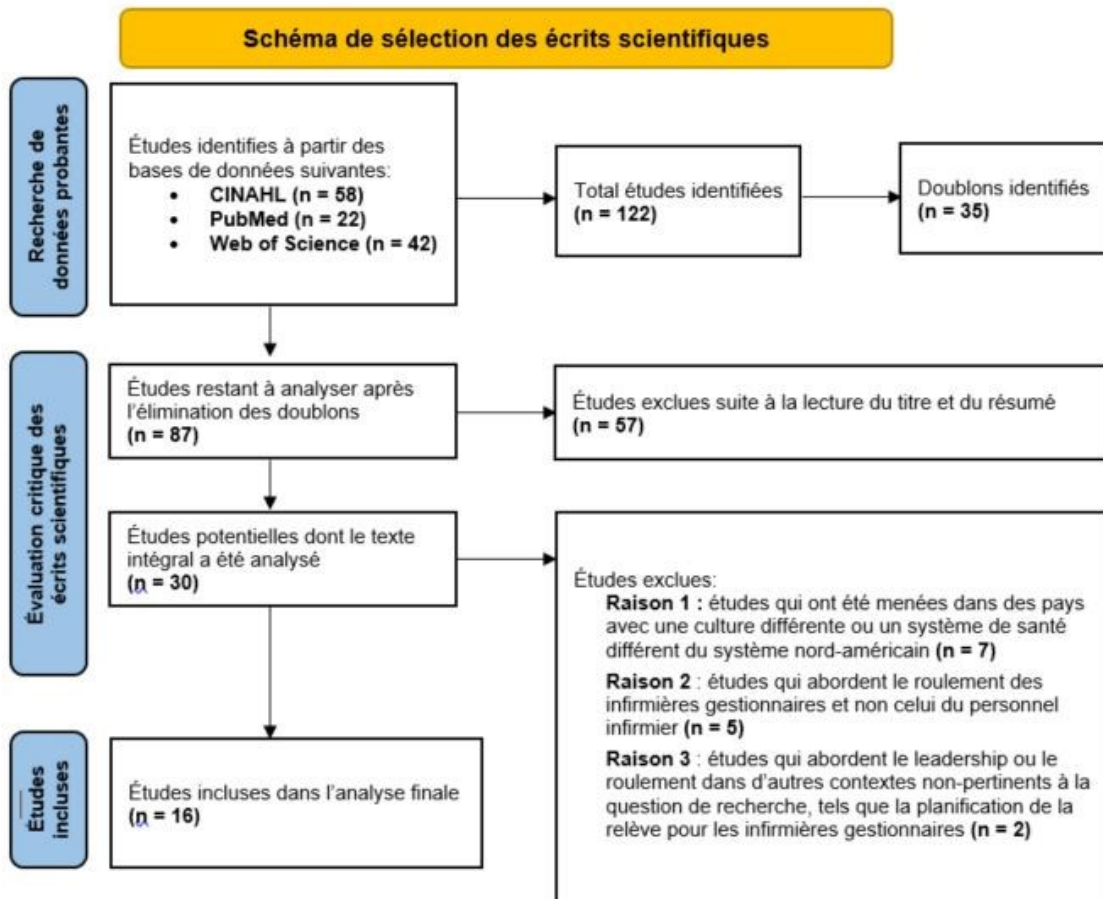 Schéma de sélection des écrits scientifiques
Recherche de
données probantes
Études identifies à partir des
bases de données suivantes:
• CINAHL (n = 58)
• PubMed (n = 22)
• Web of Science (n = 42)
Total études identifiées
(n = 122)
Doublons identifiés
(n = 35)
Évaluation critique des
écrits scientifiques
Études restant à analyser après
l’élimination des doublons
(n = 87)
Études exclues suite à la lecture du titre et du résumé
(n = 57)
Études potentielles dont le texte
intégral a été analysé
(n = 30)
Études exclues:
Raison 1 : études qui ont été menées dans des pays
avec une culture différente ou un système de santé
différent du système nord-américain (n = 7)
Raison 2 : études qui abordent le roulement des
infirmières gestionnaires et non celui du personnel
infirmier (n = 5)
Raison 3 : études qui abordent le leadership ou le
roulement dans d’autres contextes non-pertinents à la
question de recherche, tels que la planification de la
relève pour les infirmières gestionnaires (n = 2)
Études
incluses
Études incluses dans l’analyse finale
(n = 16)